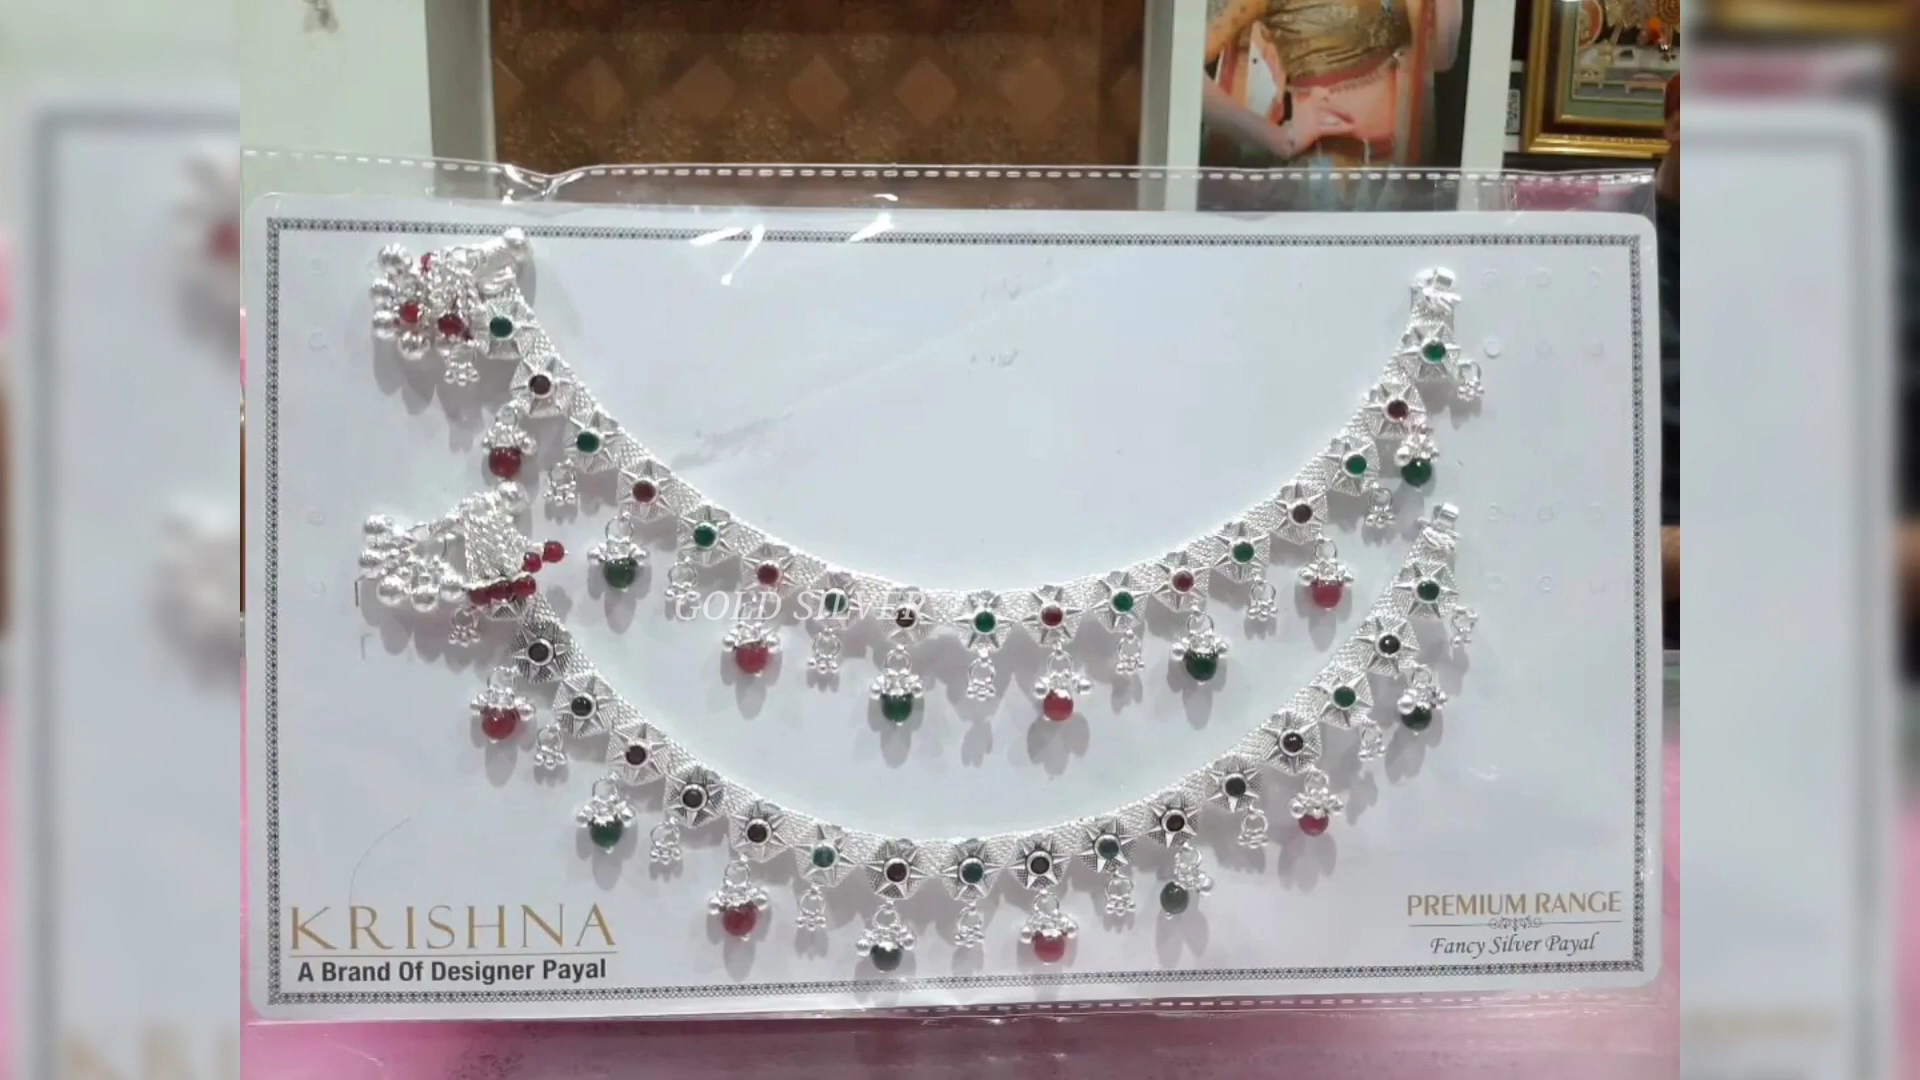 GOLD SILVER
KRISHNA
A Brand Of Designer Payal
PREMIUM RANGE
Fancy Silver Payal